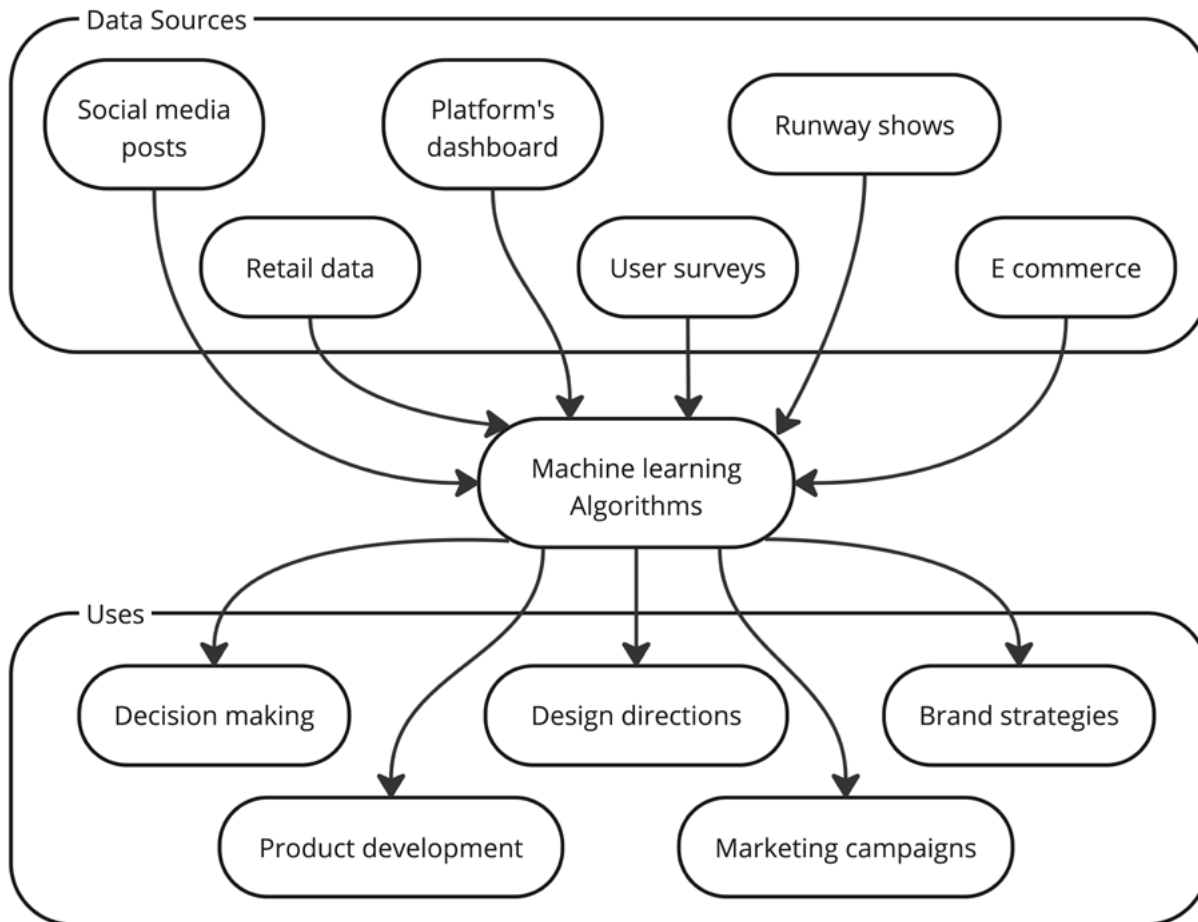 Data Sources
Social media
posts
Platform's
dashboard
Runway shows
Retail data
User surveys
E commerce
Machine learning
Algorithms
Uses
Decision making
Design directions
Brand strategies
Product development
Marketing campaigns